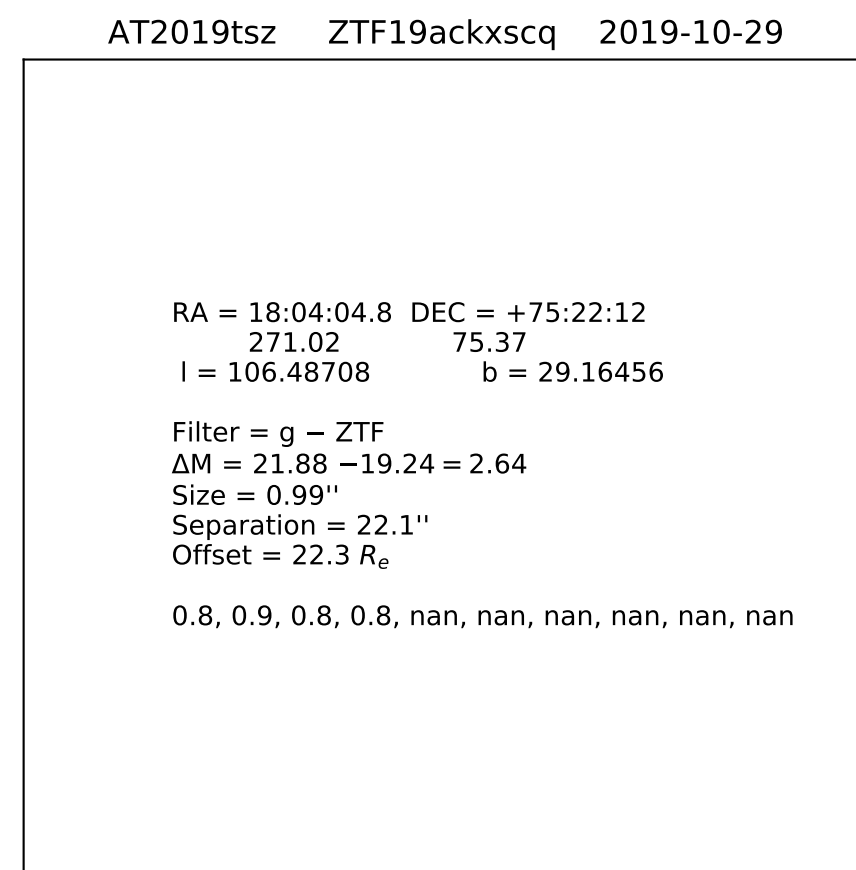 AT2019tsz ZTF19ackxscq 2019-10-29
RA = 18:04:04.8 DEC = +75:22:12
271.02 75.37
l = 106.48708 b = 29.16456
Filter = g − ZTF
ΔM = 21.88 −19.24 = 2.64
Size = 0.99''
Separation = 22.1''
Offset = 22.3 Re
0.8, 0.9, 0.8, 0.8, nan, nan, nan, nan, nan, nan